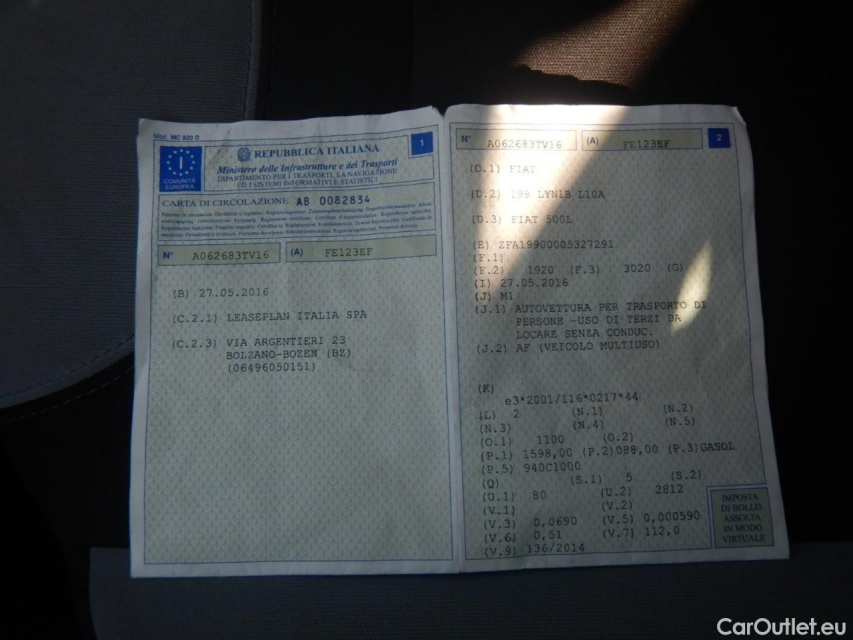 Mod. MC 820 D
1
REPUBBLICA ITALIANA
Ministero delle Infrastrutture e dei Trasporti
DIPARTIMENTO PER I TRASPORTI, LA NAVIGAZIONE
ED I SISTEMI INFORMATIVI E STATISTICI
I
COMUNITÀ
EUROPEA
CARTA DI CIRCOLAZIONE AB 0082834
N° A062683TV16 (A) FE123EF
(B) 27.05.2016
(C.2.1) LEASEPLAN ITALIA SPA
(C.2.3) VIA ARGENTIERI 23
BOLZANO-BOZEN (BZ)
(06496050151)
N° A062683TV16 (A) FE123EF 2
(D.1) FIAT
(D.2) 199 LYN1B L10A
(D.3) FIAT 500L
(E) ZFA19900005327291
(F.1)
(F.2) 1920 (F.3) 3020 (G)
(I) 27.05.2016
(J) M1
(J.1) AUTOVETTURA PER TRASPORTO DI
PERSONE -USO DI TERZI DA
LOCARE SENZA CONDUC.
(J.2) AF (VEICOLO MULTIUSO)
(K)
e3*2001/116*0217*44
(L) 2 (N.1) (N.2)
(N.3) (N.4) (N.5)
(O.1) 1100 (O.2)
(P.1) 1598,00 (P.2)088,00 (P.3)GASOL
(P.5) 940C1000
(Q) (S.1) 5 (S.2)
(U.1) 80 (U.2) 2812
(V.1) (V.2)
(V.3) 0,0690 (V.5) 0,000590
(V.6) 0,51 (V.7) 112,0
(V.9) 136/2014
IMPOSTA
DI BOLLO
ASSOLTA
IN MODO
VIRTUALE
CarOutlet.eu